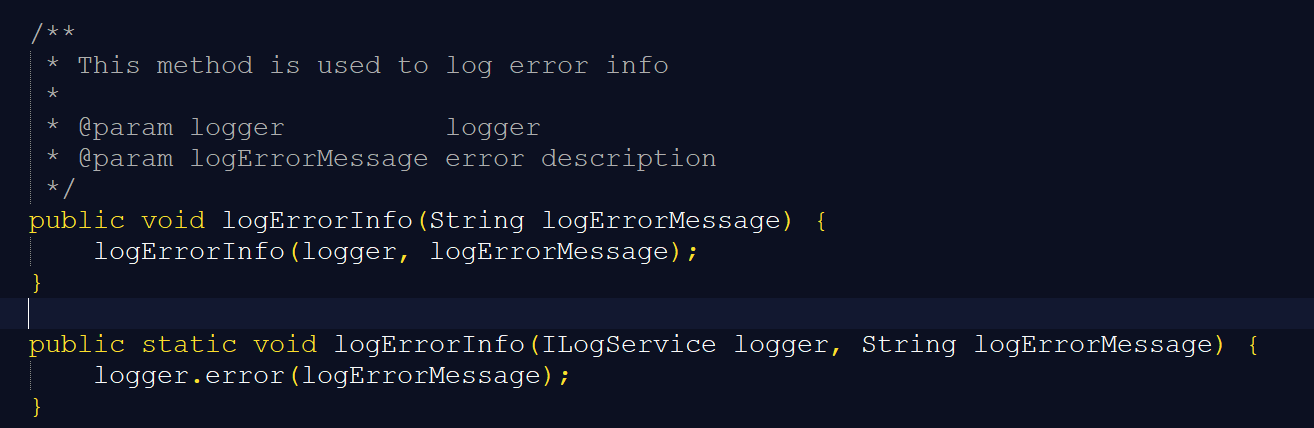 /**
 * This method is used to log error info
 *
 * @param logger          logger
 * @param logErrorMessage error description
 */
public void logErrorInfo(String logErrorMessage) {
    logErrorInfo(logger, logErrorMessage);
}
public static void logErrorInfo(ILogService logger, String logErrorMessage) {
    logger.error(logErrorMessage);
}